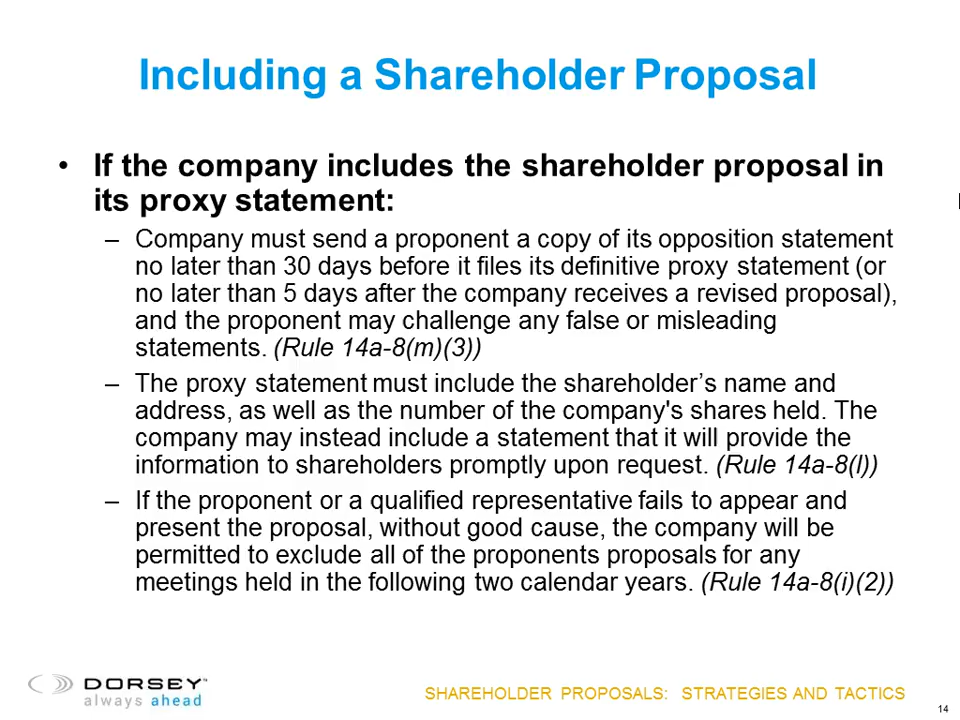 Including a Shareholder Proposal
• If the company includes the shareholder proposal in
its proxy statement:
– Company must send a proponent a copy of its opposition statement
no later than 30 days before it files its definitive proxy statement (or
no later than 5 days after the company receives a revised proposal),
and the proponent may challenge any false or misleading
statements. (Rule 14a-8(m)(3))
– The proxy statement must include the shareholder’s name and
address, as well as the number of the company's shares held. The
company may instead include a statement that it will provide the
information to shareholders promptly upon request. (Rule 14a-8(l))
– If the proponent or a qualified representative fails to appear and
present the proposal, without good cause, the company will be
permitted to exclude all of the proponents proposals for any
meetings held in the following two calendar years. (Rule 14a-8(i)(2))
DORSEY™
always ahead
SHAREHOLDER PROPOSALS: STRATEGIES AND TACTICS
14